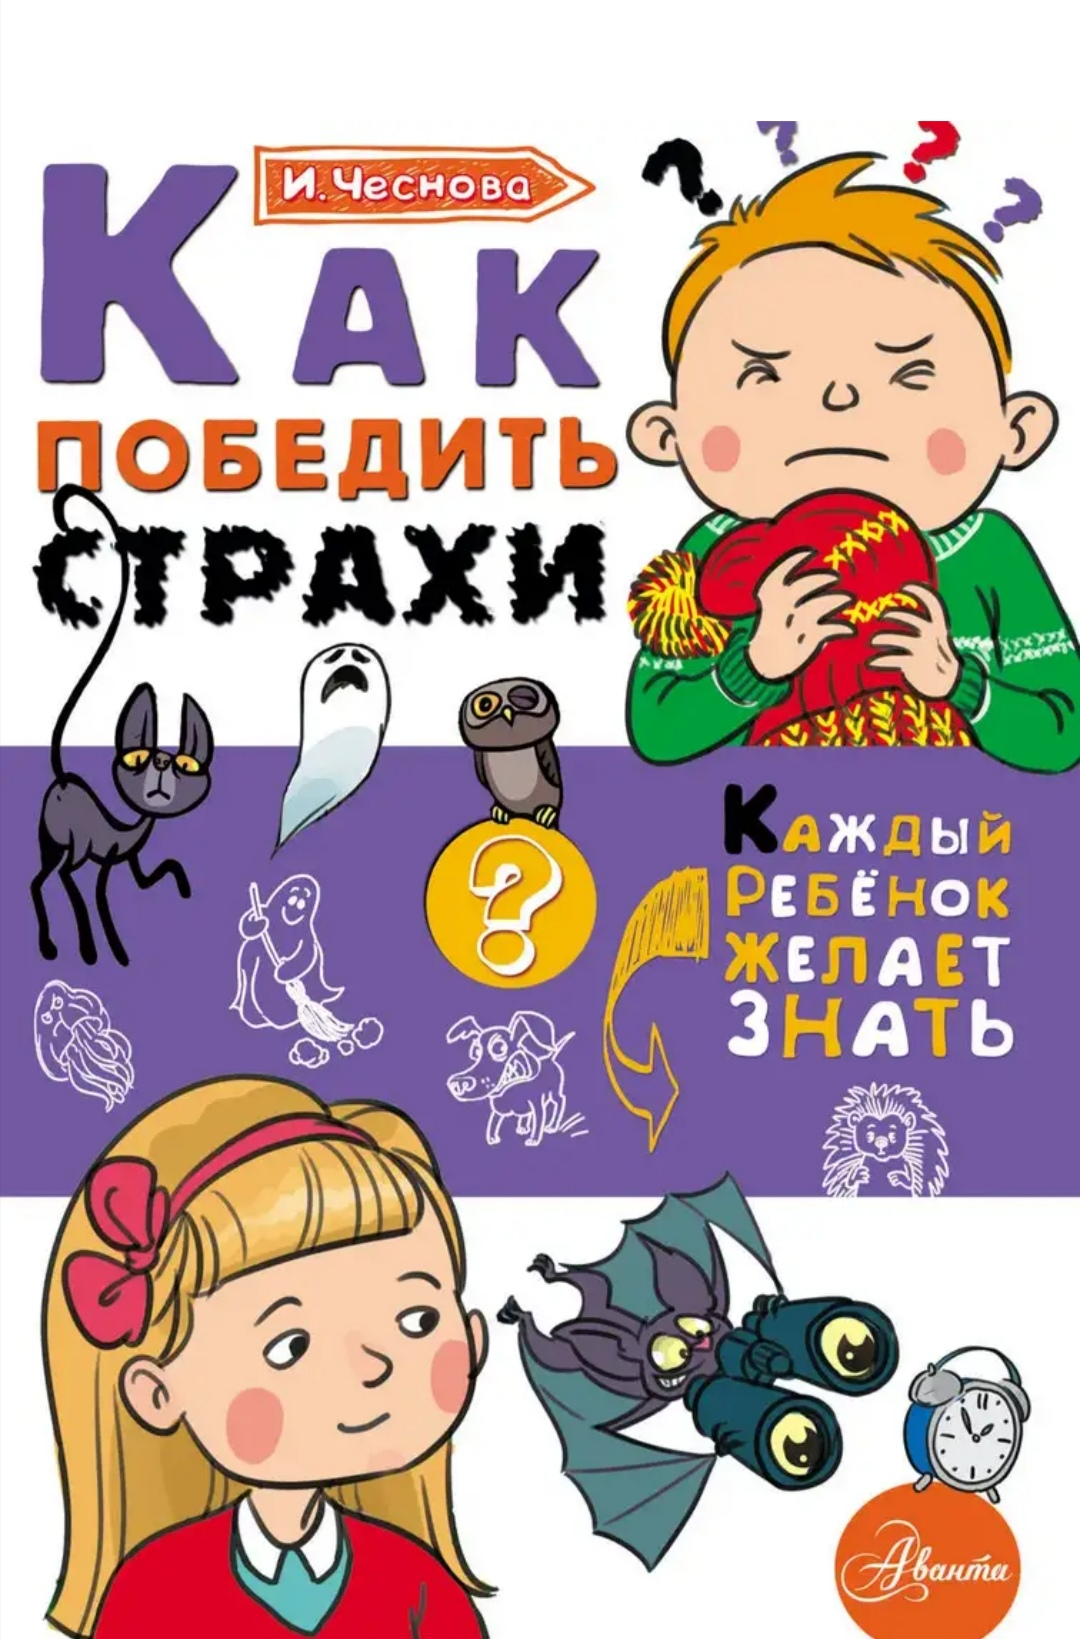 И. Чеснова
Как
победить
страхи
?
Каждый
ребёнок
желает
знать
Аванта